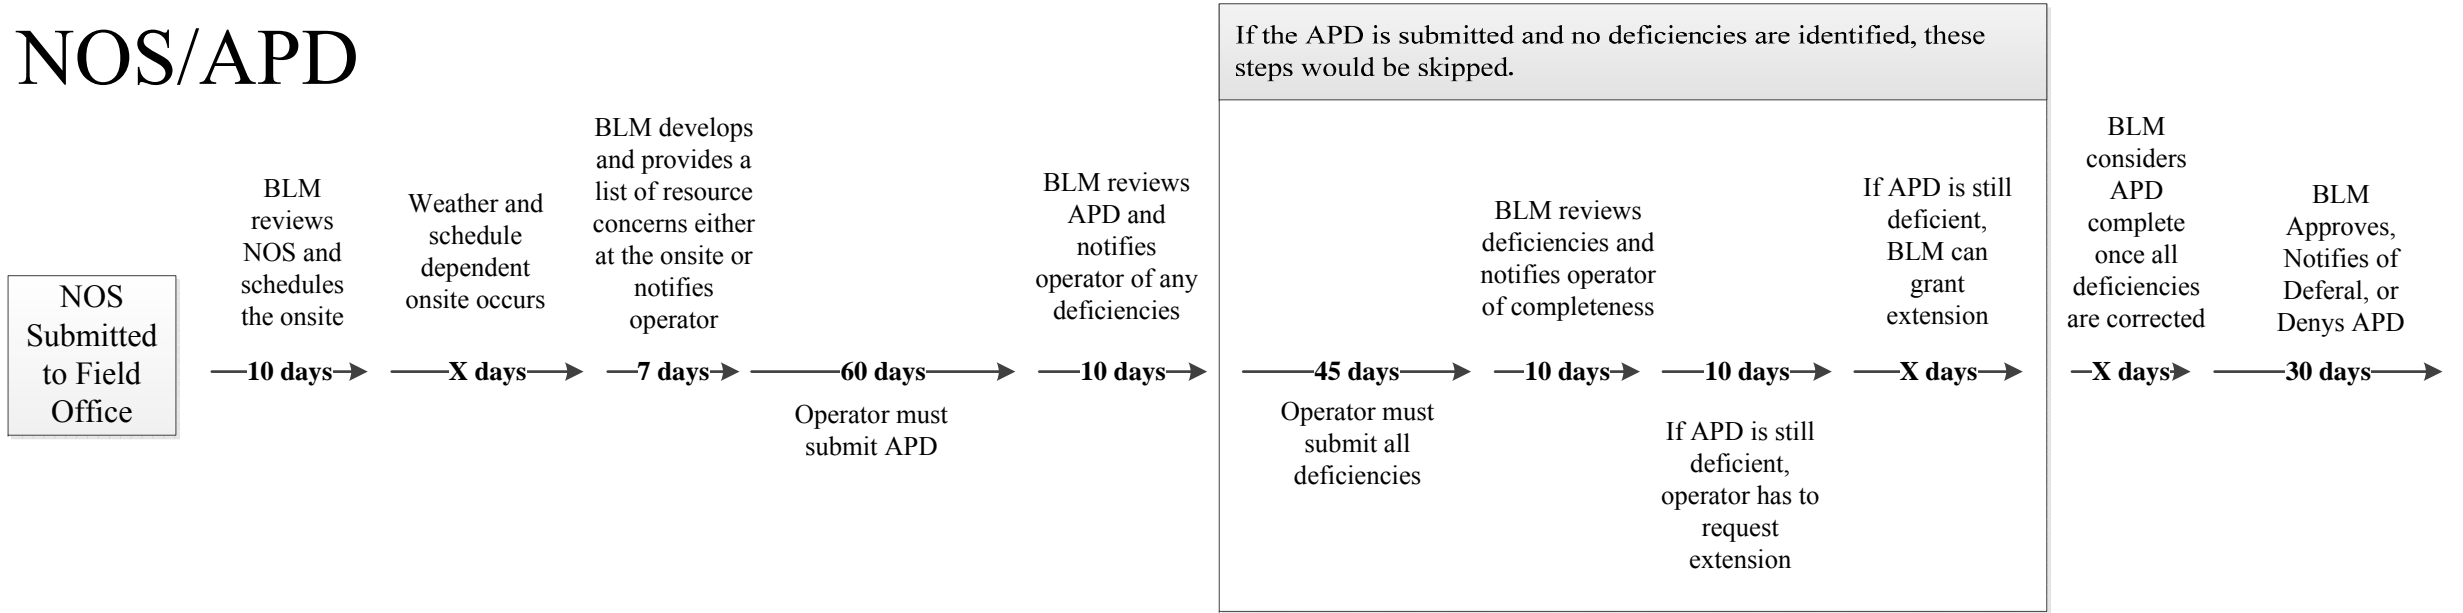 NOS/APD
If the APD is submitted and no deficiencies are identified, these
steps would be skipped.
NOS
Submitted
to Field
Office
BLM
reviews
NOS and
schedules
the onsite
10 days
Weather and
schedule
dependent
onsite occurs
X days
BLM develops
and provides a
list of resource
concerns either
at the onsite or
notifies
operator
7 days
60 days
Operator must
submit APD
BLM reviews
APD and
notifies
operator of any
deficiencies
10 days
45 days
Operator must
submit all
deficiencies
BLM reviews
deficiencies and
notifies operator
of completeness
10 days
10 days
If APD is still
deficient,
operator has to
request
extension
If APD is still
deficient,
BLM can
grant
extension
X days
BLM
considers
APD
complete
once all
deficiencies
are corrected
X days
BLM
Approves,
Notifies of
Deferal, or
Denys APD
30 days